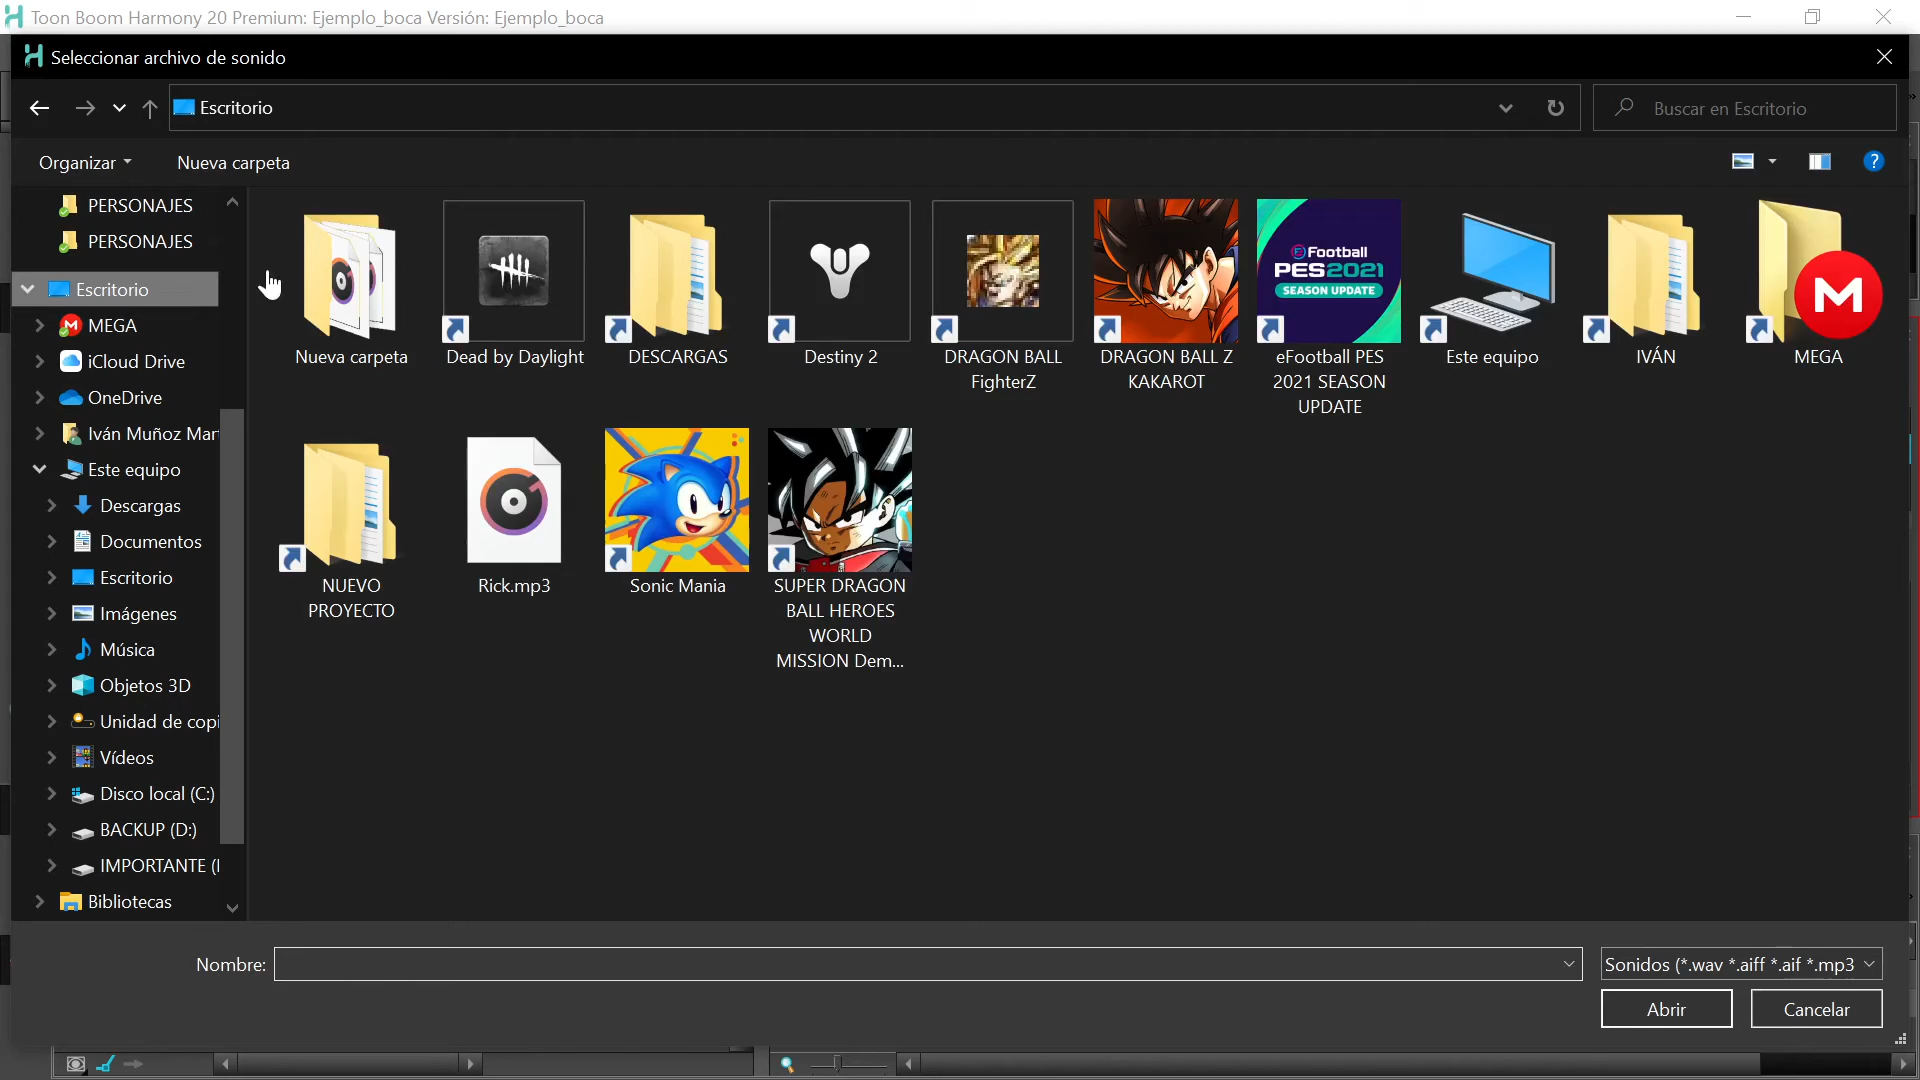 Toon Boom Harmony 20 Premium: Ejemplo_boca Versión: Ejemplo_boca
Seleccionar archivo de sonido
Escritorio
Buscar en Escritorio
Organizar
Nueva carpeta
?
PERSONAJES
PERSONAJES
Escritorio
MEGA
iCloud Drive
OneDrive
Iván Muñoz Mar
Este equipo
Descargas
Documentos
Escritorio
Imágenes
Música
Objetos 3D
Unidad de copi
Vídeos
Disco local (C:)
BACKUP (D:)
IMPORTANTE (
Bibliotecas
Nueva carpeta
Dead by Daylight
DESCARGAS
Destiny 2
DRAGON BALL
FighterZ
DRAGON BALL Z
KAKAROT
eFootball
PES2021
SEASON UPDATE
eFootball PES
2021 SEASON
UPDATE
Este equipo
IVÁN
M
MEGA
NUEVO
PROYECTO
Rick.mp3
Sonic Mania
SUPER DRAGON
BALL HEROES
WORLD
MISSION Dem...
Nombre:
Sonidos (*.wav *.aiff *.aif *.mp3
Abrir
Cancelar